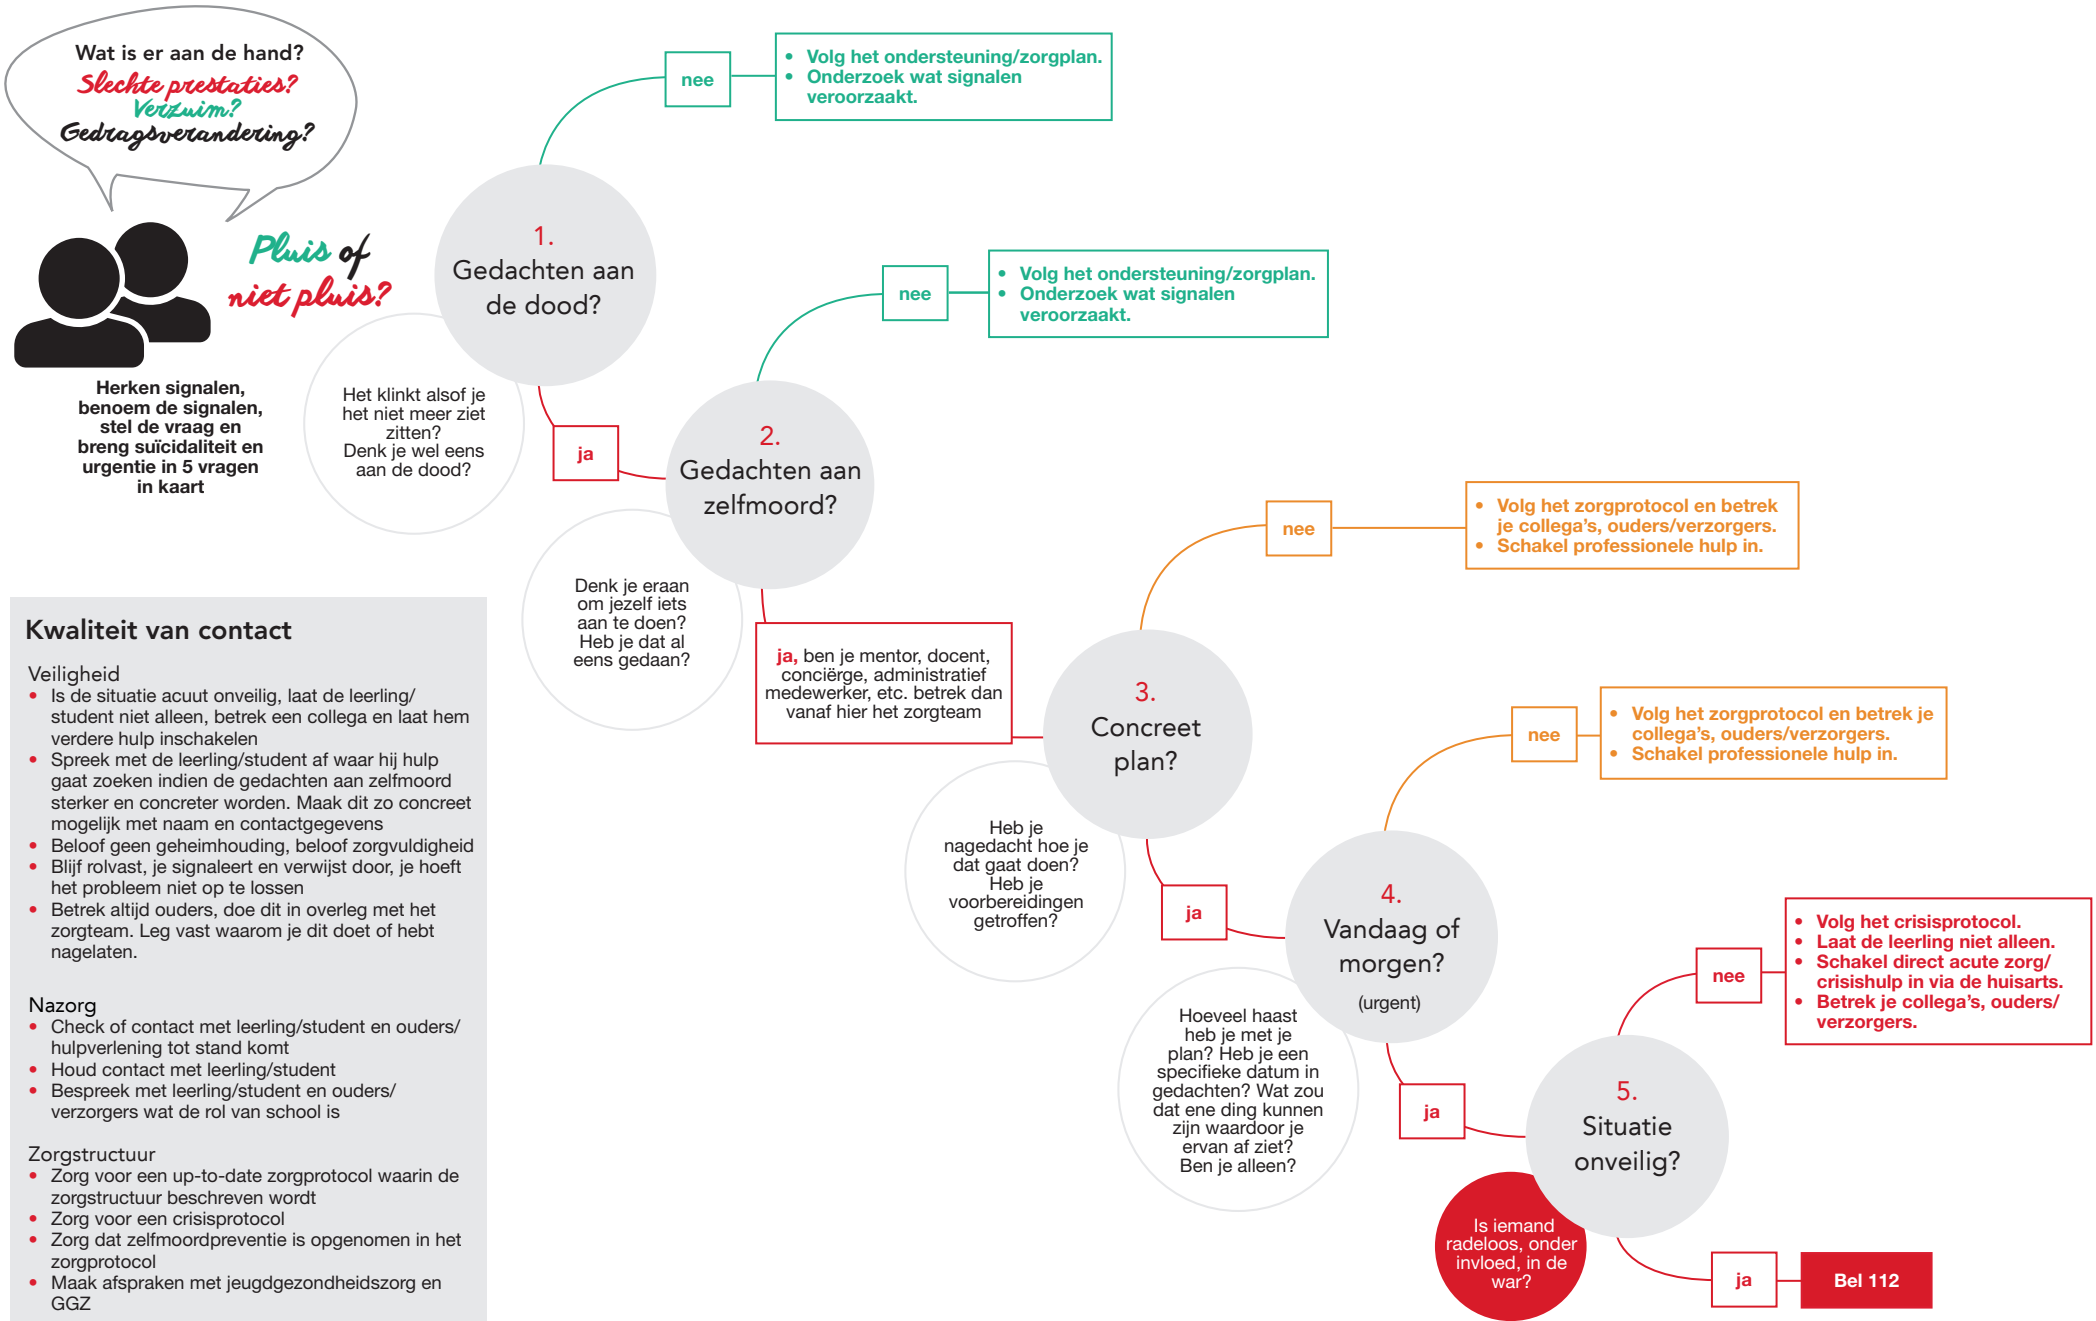 Wat is er aan de hand?
Slechte prestaties?
Verzuim?
Gedragsverandering?
Pluis of
niet pluis?
Herken signalen,
benoem de signalen,
stel de vraag en
breng suïcidaliteit en
urgentie in 5 vragen
in kaart
1.
Gedachten aan
de dood?
Het klinkt alsof je
het niet meer ziet
zitten?
Denk je wel eens
aan de dood?
nee
• Volg het ondersteuning/zorgplan.
• Onderzoek wat signalen
veroorzaakt.
ja
2.
Gedachten aan
zelfmoord?
Denk je eraan
om jezelf iets
aan te doen?
Heb je dat al
eens gedaan?
nee
• Volg het ondersteuning/zorgplan.
• Onderzoek wat signalen
veroorzaakt.
ja, ben je mentor, docent,
conciërge, administratief
medewerker, etc. betrek dan
vanaf hier het zorgteam
3.
Concreet
plan?
Heb je
nagedacht hoe je
dat gaat doen?
Heb je
voorbereidingen
getroffen?
nee
• Volg het zorgprotocol en betrek
je collega's, ouders/verzorgers.
• Schakel professionele hulp in.
ja
4.
Vandaag of
morgen?
(urgent)
Hoeveel haast
heb je met je
plan? Heb je een
specifieke datum in
gedachten? Wat zou
dat ene ding kunnen
zijn waardoor je
ervan af ziet?
Ben je alleen?
nee
• Volg het zorgprotocol en betrek je
collega's, ouders/verzorgers.
• Schakel professionele hulp in.
ja
5.
Situatie
onveilig?
Is iemand
radeloos, onder
invloed, in de
war?
nee
• Volg het crisisprotocol.
• Laat de leerling niet alleen.
• Schakel direct acute zorg/
crisishulp in via de huisarts.
• Betrek je collega's, ouders/
verzorgers.
ja
Bel 112
Kwaliteit van contact
Veiligheid
• Is de situatie acuut onveilig, laat de leerling/
student niet alleen, betrek een collega en laat hem
verdere hulp inschakelen
• Spreek met de leerling/student af waar hij hulp
gaat zoeken indien de gedachten aan zelfmoord
sterker en concreter worden. Maak dit zo concreet
mogelijk met naam en contactgegevens
• Beloof geen geheimhouding, beloof zorgvuldigheid
• Blijf rolvast, je signaleert en verwijst door, je hoeft
het probleem niet op te lossen
• Betrek altijd ouders, doe dit in overleg met het
zorgteam. Leg vast waarom je dit doet of hebt
nagelaten.
Nazorg
• Check of contact met leerling/student en ouders/
hulpverlening tot stand komt
• Houd contact met leerling/student
• Bespreek met leerling/student en ouders/
verzorgers wat de rol van school is
Zorgstructuur
• Zorg voor een up-to-date zorgprotocol waarin de
zorgstructuur beschreven wordt
• Zorg voor een crisisprotocol
• Zorg dat zelfmoordpreventie is opgenomen in het
zorgprotocol
• Maak afspraken met jeugdgezondheidszorg en
GGZ